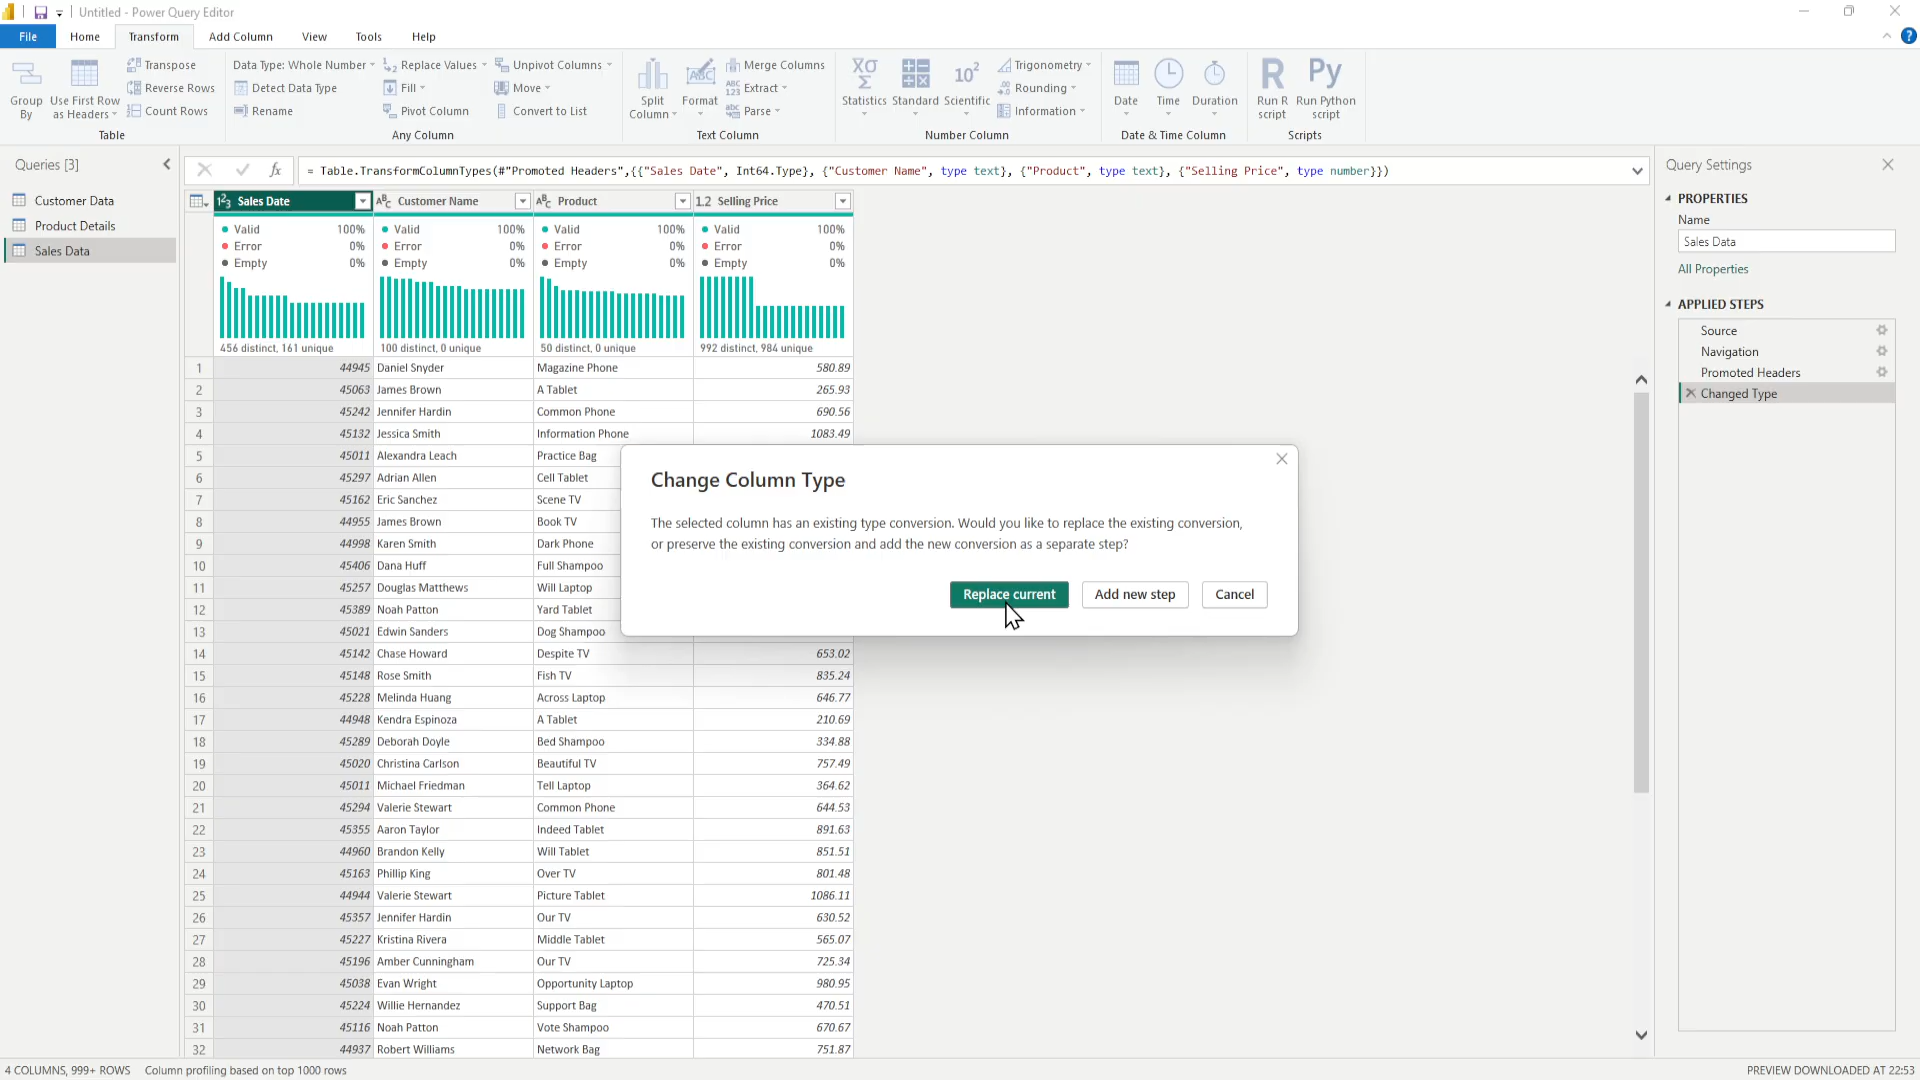 Untitled - Power Query Editor
File Home Transform Add Column View Tools Help
Group By
Use First Row as Headers
Transpose
Reverse Rows
Count Rows
Table
Data Type: Whole Number
Detect Data Type
Rename
Replace Values
Fill
Pivot Column
Unpivot Columns
Move
Convert to List
Any Column
Split Column
Format
Merge Columns
Extract
Parse
Text Column
Statistics
Standard
Scientific
Trigonometry
Rounding
Information
Number Column
Date
Time
Duration
Date & Time Column
Run R script
Run Python script
Scripts
Queries [3]
Customer Data
Product Details
Sales Data
= Table.TransformColumnTypes(#"Promoted Headers",{{"Sales Date", Int64.Type}, {"Customer Name", type text}, {"Product", type text}, {"Selling Price", type number}})
Sales Date Customer Name Product Selling Price
Valid 100% Valid 100% Valid 100% Valid 100%
Error 0% Error 0% Error 0% Error 0%
Empty 0% Empty 0% Empty 0% Empty 0%
456 distinct, 161 unique 100 distinct, 0 unique 50 distinct, 0 unique 992 distinct, 984 unique
1 44945 Daniel Snyder Magazine Phone 580.89
2 45063 James Brown A Tablet 265.93
3 45242 Jennifer Hardin Common Phone 690.56
4 45132 Jessica Smith Information Phone 1083.49
5 45011 Alexandra Leach Practice Bag
6 45297 Adrian Allen Cell Tablet
7 45162 Eric Sanchez Scene TV
8 44955 James Brown Book TV
9 44998 Karen Smith Dark Phone
10 45406 Dana Huff Full Shampoo
11 45257 Douglas Matthews Will Laptop
12 45389 Noah Patton Yard Tablet
13 45021 Edwin Sanders Dog Shampoo
14 45142 Chase Howard Despite TV 653.02
15 45148 Rose Smith Fish TV 835.24
16 45228 Melinda Huang Across Laptop 646.77
17 44948 Kendra Espinoza A Tablet 210.69
18 45289 Deborah Doyle Bed Shampoo 334.88
19 45020 Christina Carlson Beautiful TV 757.49
20 45011 Michael Friedman Tell Laptop 364.62
21 45294 Valerie Stewart Common Phone 644.53
22 45355 Aaron Taylor Indeed Tablet 891.63
23 44960 Brandon Kelly Will Tablet 851.51
24 45163 Phillip King Over TV 801.48
25 44944 Valerie Stewart Picture Tablet 1086.11
26 45357 Jennifer Hardin Our TV 630.52
27 45227 Kristina Rivera Middle Tablet 565.07
28 45196 Amber Cunningham Our TV 725.34
29 45038 Evan Wright Opportunity Laptop 980.95
30 45224 Willie Hernandez Support Bag 470.51
31 45116 Noah Patton Vote Shampoo 670.67
32 44937 Robert Williams Network Bag 751.87
Change Column Type
The selected column has an existing type conversion. Would you like to replace the existing conversion,
or preserve the existing conversion and add the new conversion as a separate step?
Replace current Add new step Cancel
Query Settings
PROPERTIES
Name
Sales Data
All Properties
APPLIED STEPS
Source
Navigation
Promoted Headers
Changed Type
4 COLUMNS, 999+ ROWS Column profiling based on top 1000 rows
PREVIEW DOWNLOADED AT 22:53